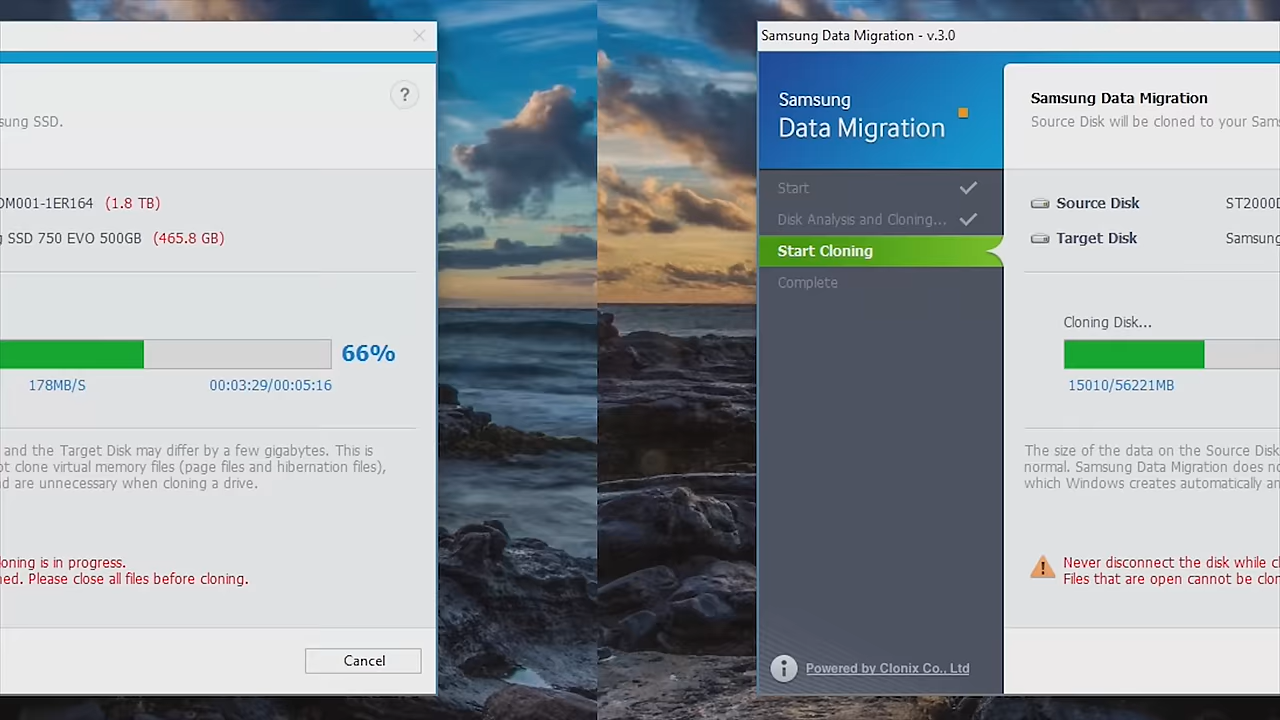 sung SSD.
DM001-1ER164 (1.8 TB)
SSD 750 EVO 500GB (465.8 GB)
66%
178MB/S 00:03:29/00:05:16
and the Target Disk may differ by a few gigabytes. This is
ot clone virtual memory files (page files and hibernation files),
d are unnecessary when cloning a drive.
loning is in progress.
ned. Please close all files before cloning.
Cancel
Samsung Data Migration - v.3.0
Samsung
Data Migration
Start
Disk Analysis and Cloning...
Start Cloning
Complete
Powered by Clonix Co., Ltd
Samsung Data Migration
Source Disk will be cloned to your Sam
Source Disk ST2000D
Target Disk Samsung
Cloning Disk...
15010/56221MB
The size of the data on the Source Disk
normal. Samsung Data Migration does no
which Windows creates automatically an
Never disconnect the disk while cl
Files that are open cannot be clon